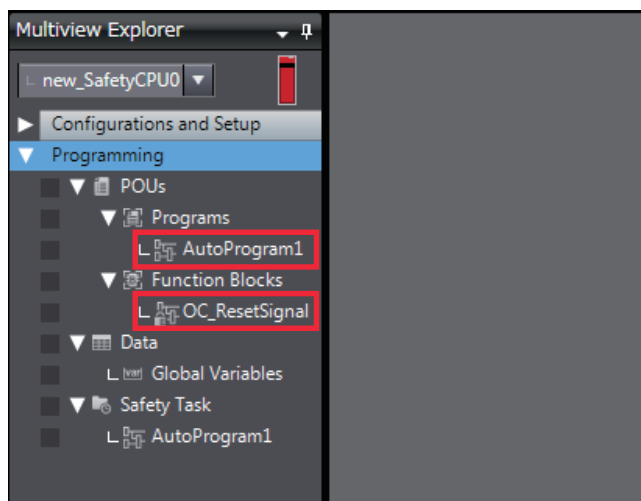 Multiview Explorer
new_SafetyCPU0
Configurations and Setup
Programming
POUs
Programs
AutoProgram1
Function Blocks
OC_ResetSignal
Data
Global Variables
Safety Task
AutoProgram1